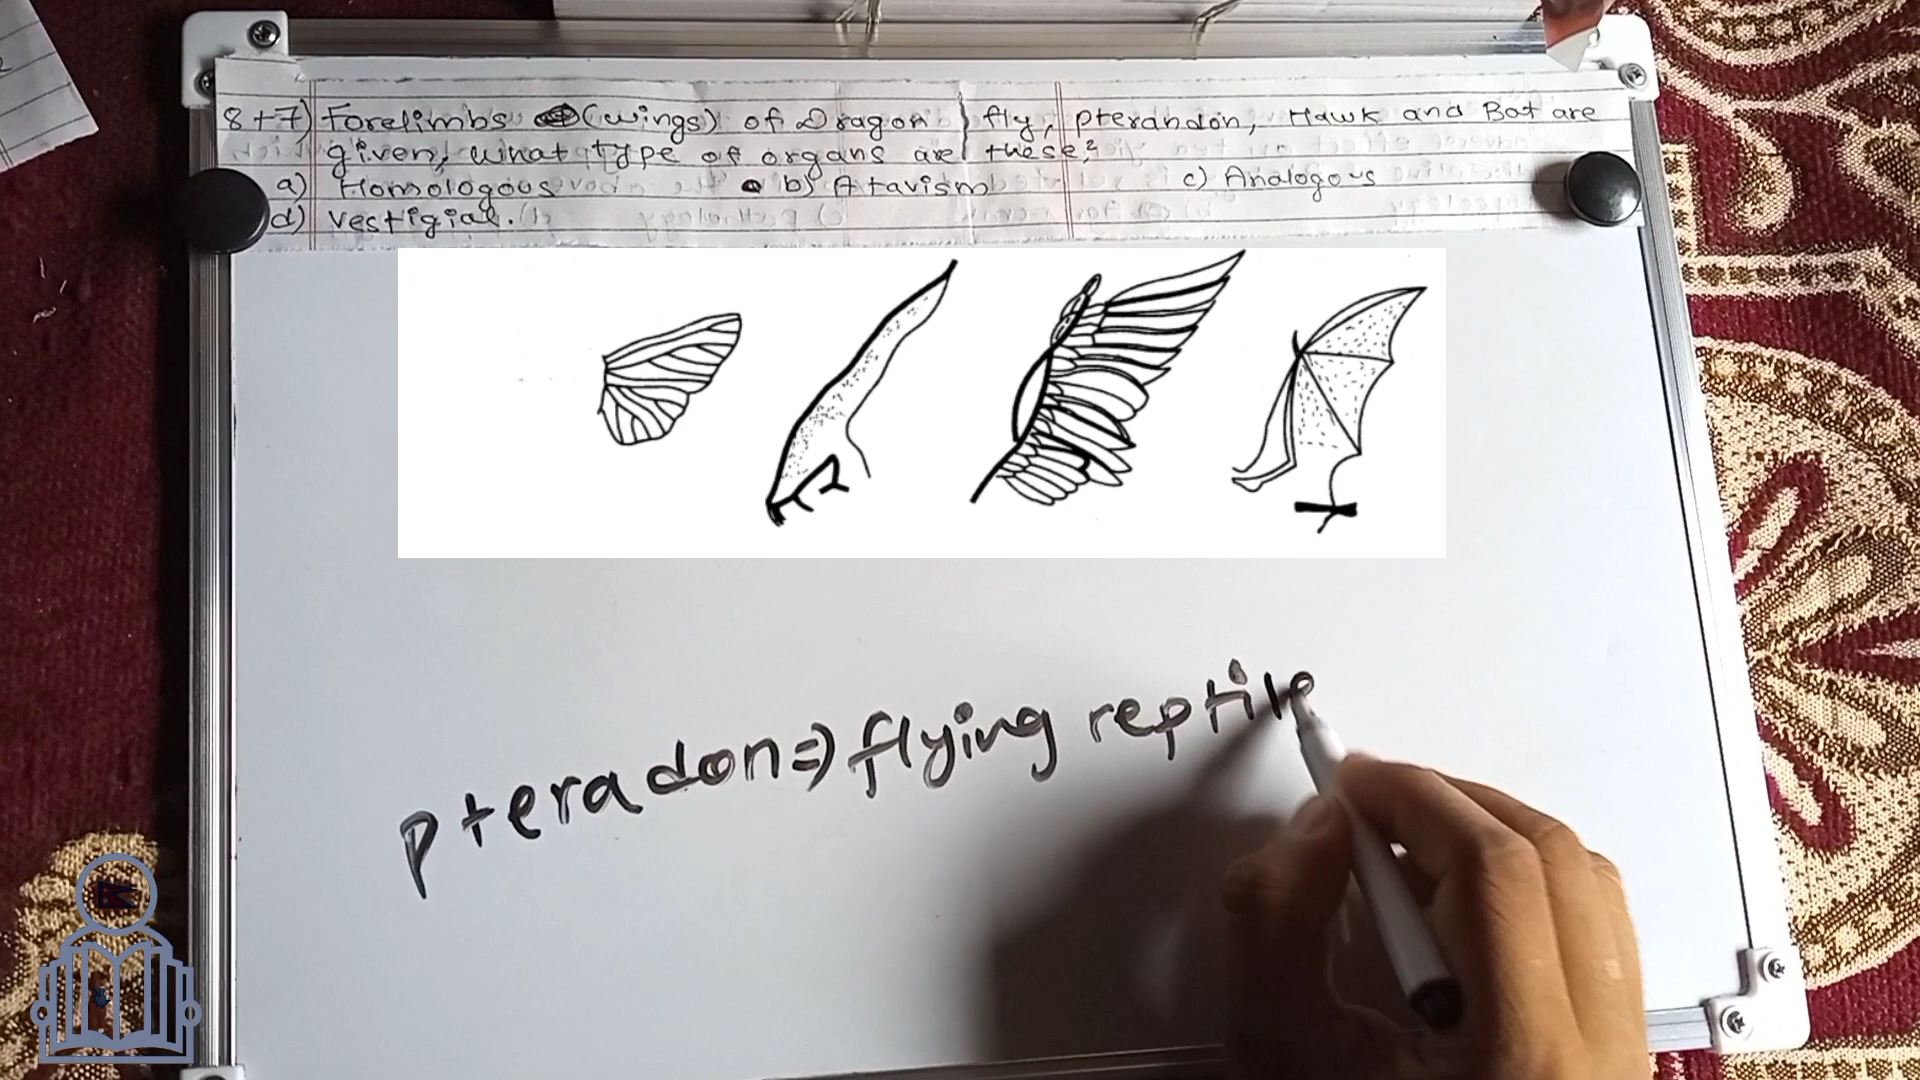 8+7) Forelimbs (wings) of Dragon fly, pterandon, Hawk and Bat are
given, what type of organs are these?
a) Homologous b) Atavism c) Analogous
d) vestigial.
pteradon => flying reptile